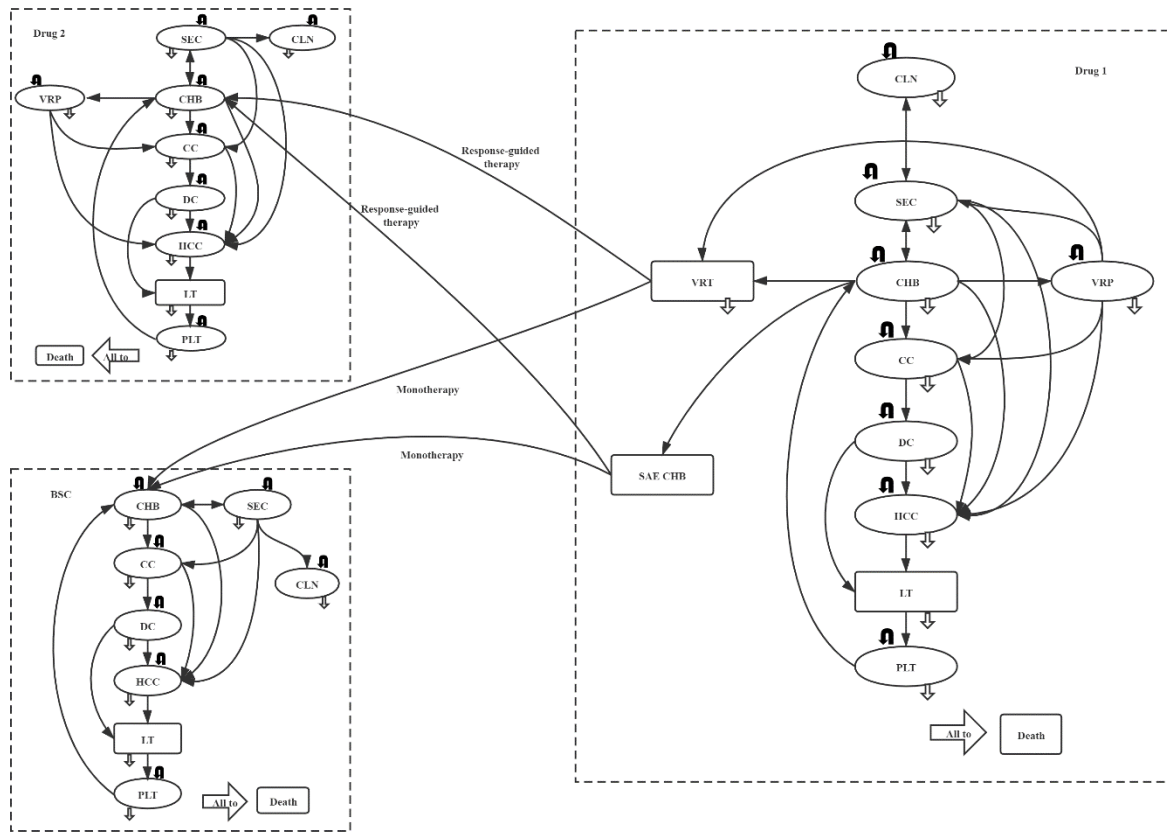 Drug 2
SEC
CLN
VRP
CHB
CC
DC
HCC
LT
PLT
Death
All to
Response-guided
therapy
Response-guided
therapy
Monotherapy
Monotherapy
BSC
CHB
SEC
CC
CLN
DC
HCC
LT
PLT
All to
Death
Drug 1
CLN
SEC
VRT
CHB
VRP
CC
DC
SAE CHB
HCC
LT
PLT
All to
Death